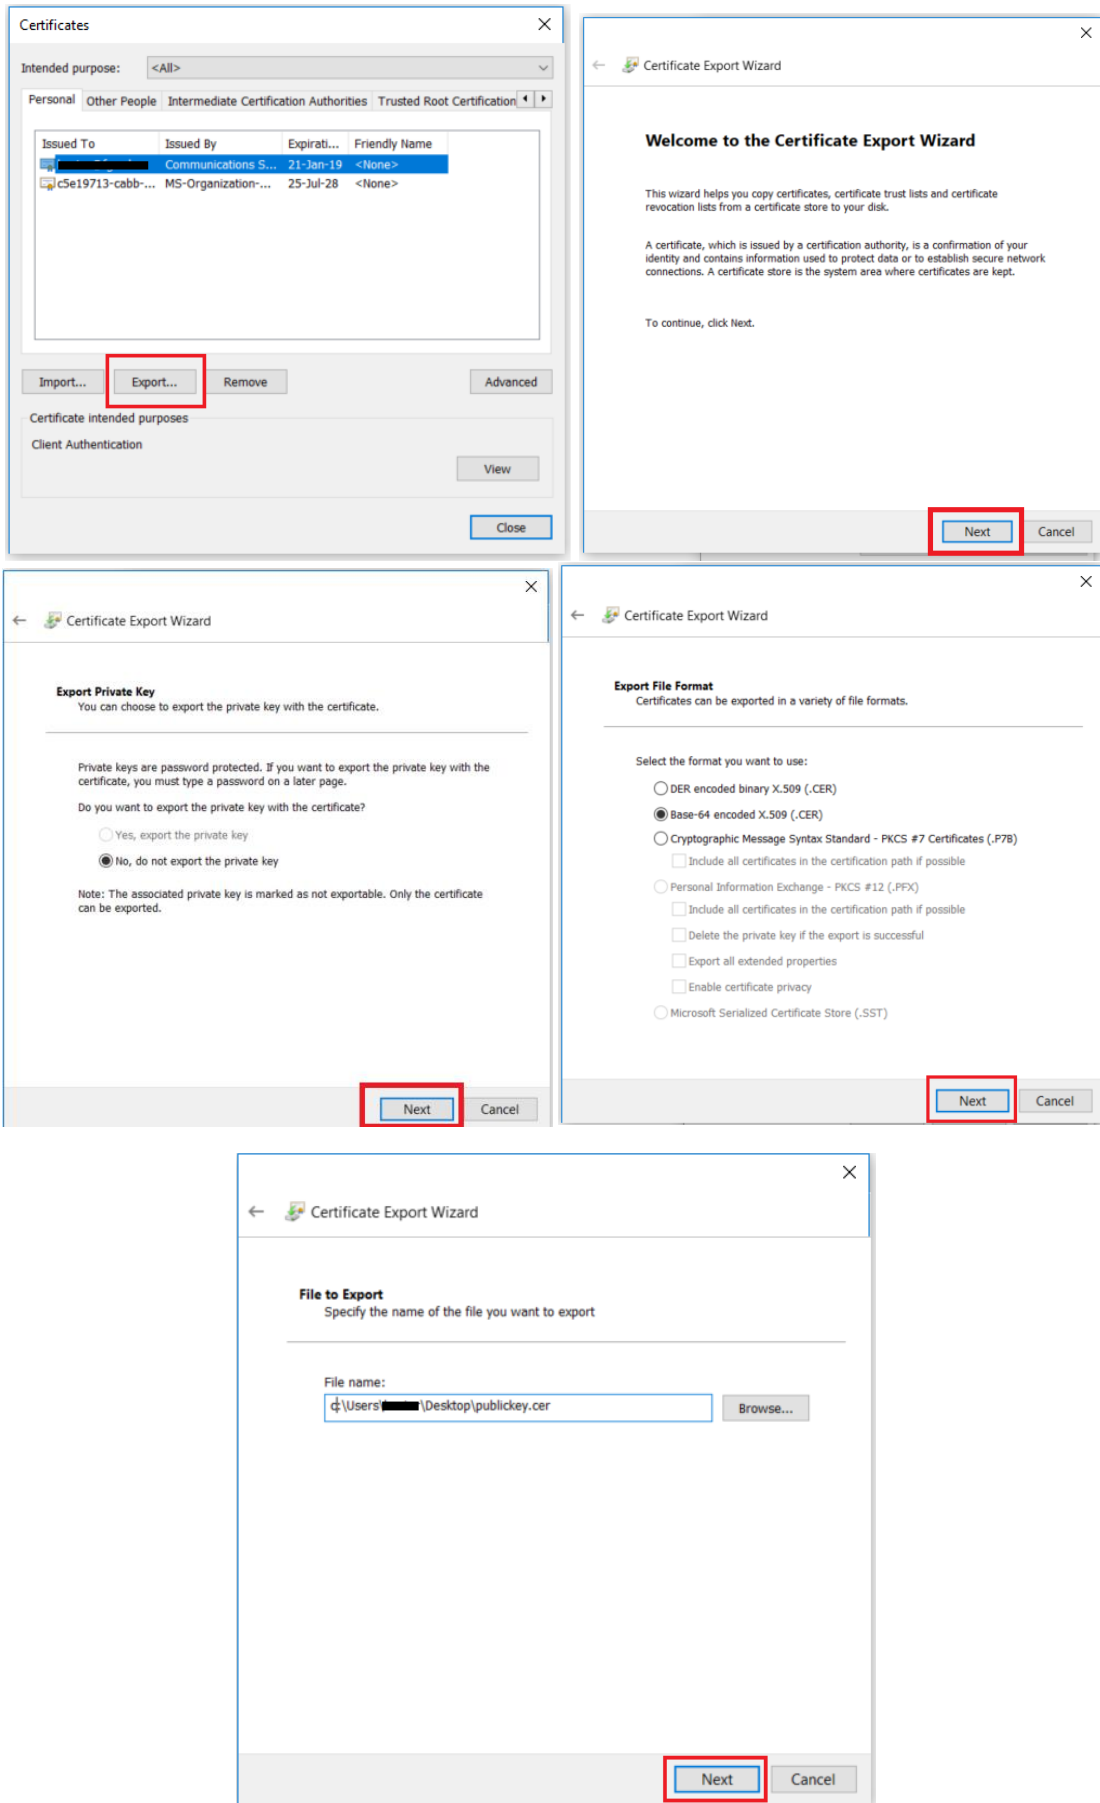 Certificates
Intended purpose: <All>
Personal Other People Intermediate Certification Authorities Trusted Root Certification
Issued To Issued By Expirati... Friendly Name
Communications S... 21-Jan-19 <None>
c5e19713-cabb-... MS-Organization-... 25-Jul-28 <None>
Import... Export... Remove Advanced
Certificate intended purposes
Client Authentication
View
Close
Certificate Export Wizard
Welcome to the Certificate Export Wizard
This wizard helps you copy certificates, certificate trust lists and certificate
revocation lists from a certificate store to your disk.
A certificate, which is issued by a certification authority, is a confirmation of your
identity and contains information used to protect data or to establish secure network
connections. A certificate store is the system area where certificates are kept.
To continue, click Next.
Next Cancel
Certificate Export Wizard
Export Private Key
You can choose to export the private key with the certificate.
Private keys are password protected. If you want to export the private key with the
certificate, you must type a password on a later page.
Do you want to export the private key with the certificate?
Yes, export the private key
No, do not export the private key
Note: The associated private key is marked as not exportable. Only the certificate
can be exported.
Next Cancel
Certificate Export Wizard
Export File Format
Certificates can be exported in a variety of file formats.
Select the format you want to use:
DER encoded binary X.509 (.CER)
Base-64 encoded X.509 (.CER)
Cryptographic Message Syntax Standard - PKCS #7 Certificates (.P7B)
Include all certificates in the certification path if possible
Personal Information Exchange - PKCS #12 (.PFX)
Include all certificates in the certification path if possible
Delete the private key if the export is successful
Export all extended properties
Enable certificate privacy
Microsoft Serialized Certificate Store (.SST)
Next Cancel
Certificate Export Wizard
File to Export
Specify the name of the file you want to export
File name:
c:\Users\ \Desktop\publickey.cer Browse...
Next Cancel